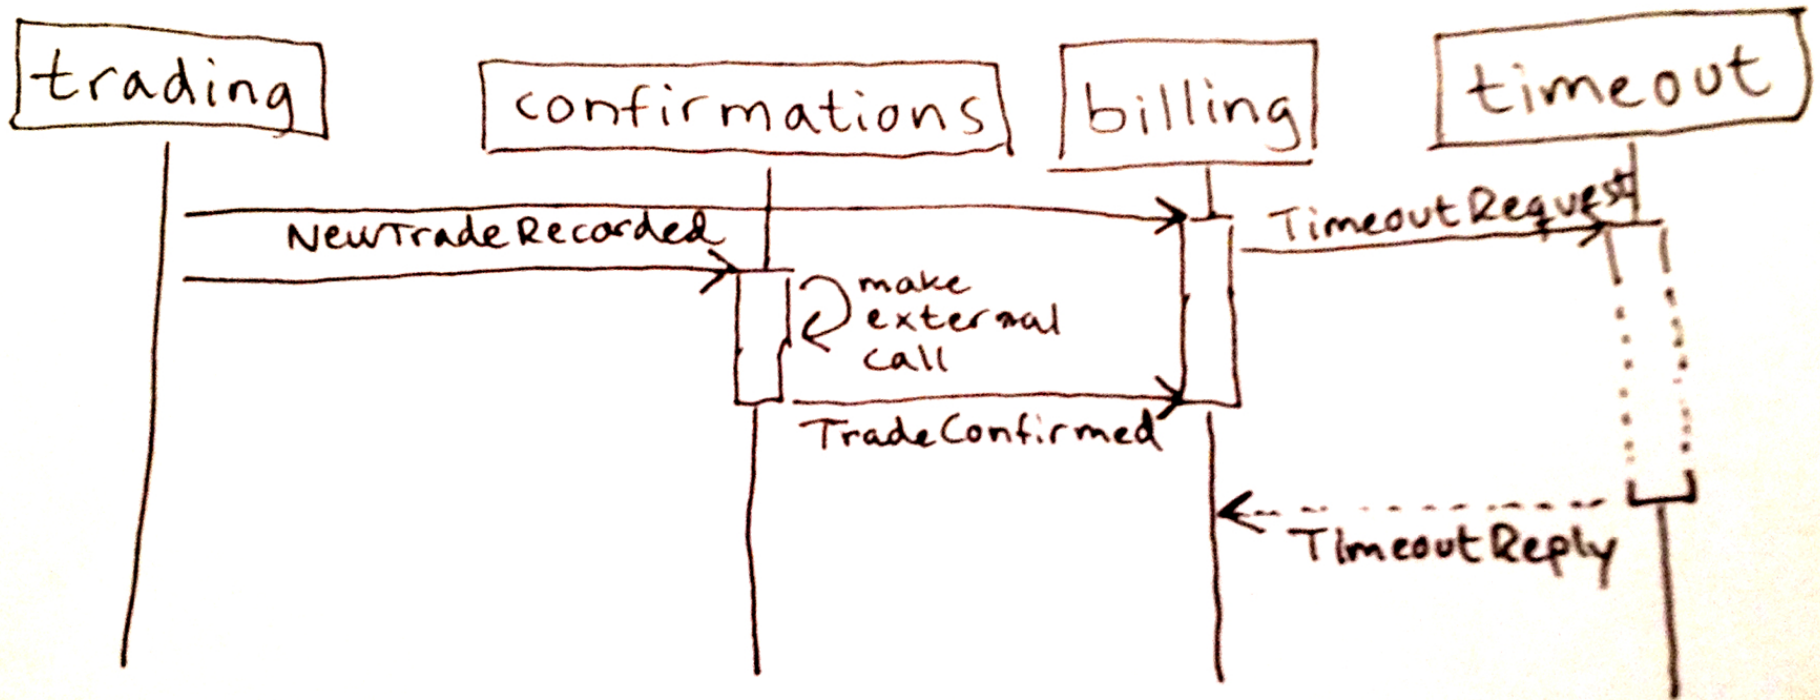 trading
confirmations
billing
timeout
NewTradeRecorded
TimeoutRequest
make
external
call
TradeConfirmed
TimeoutReply